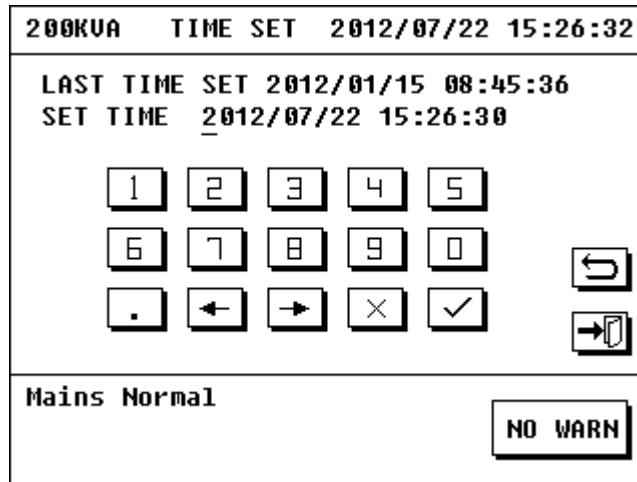 200KVA TIME SET 2012/07/22 15:26:32
LAST TIME SET 2012/01/15 08:45:36
SET TIME 2012/07/22 15:26:30
1 2 3 4 5
6 7 8 9 0
.
Mains Normal
NO WARN